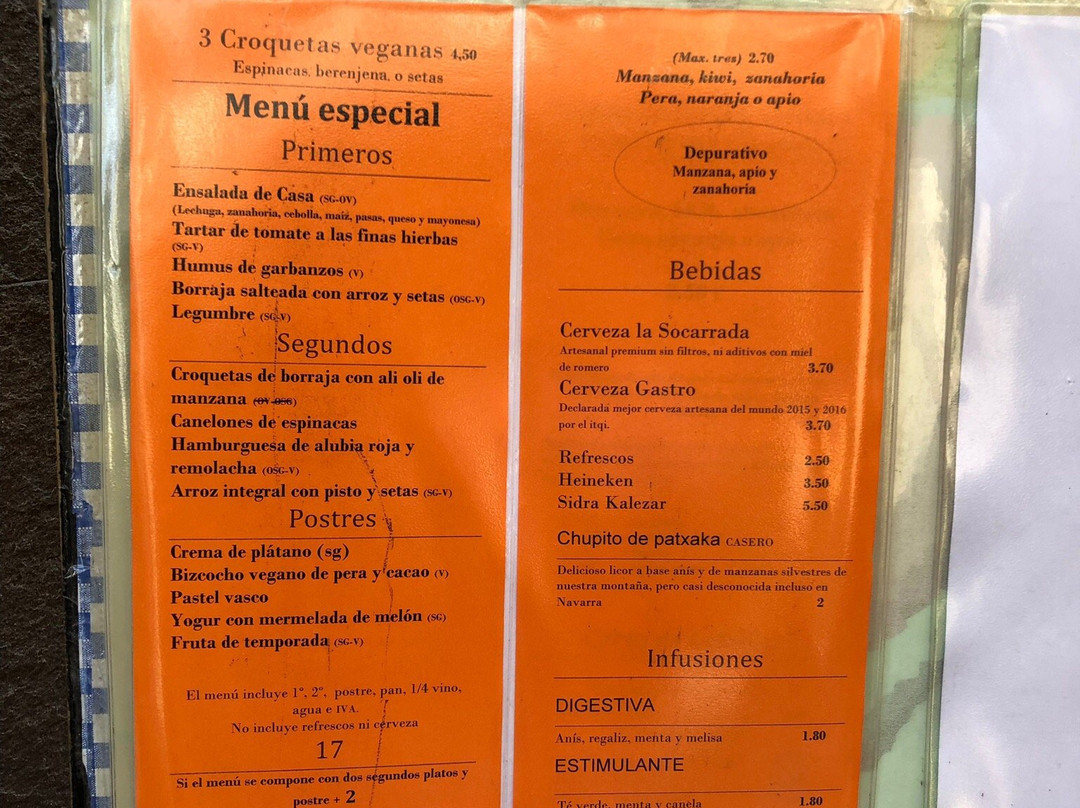 3 Croquetas veganas 4,50
Espinacas, berenjena, o setas
Menú especial
Primeros
Ensalada de Casa (SG-OV)
(Lechuga, zanahoria, cebolla, maíz, pasas, queso y mayonesa)
Tartar de tomate a las finas hierbas
(SG-V)
Humus de garbanzos (V)
Borraja salteada con arroz y setas (OSG-V)
Legumbre (SG-V)
Segundos
Croquetas de borraja con ali oli de
manzana (OV-OSG)
Canelones de espinacas
Hamburguesa de alubia roja y
remolacha (OSG-V)
Arroz integral con pisto y setas (SG-V)
Postres
Crema de plátano (sg)
Bizcocho vegano de pera y cacao (V)
Pastel vasco
Yogur con mermelada de melón (SG)
Fruta de temporada (SG-V)
El menú incluye 1º, 2º, postre, pan, 1/4 vino,
agua e IVA.
No incluye refrescos ni cerveza
17
Si el menú se compone con dos segundos platos y
postre + 2
(Max. tres) 2.70
Manzana, kiwi, zanahoria
Pera, naranja o apio
Depurativo
Manzana, apio y
zanahoria
Bebidas
Cerveza la Socarrada
Artesanal premium sin filtros, ni aditivos con miel
de romero 3.70
Cerveza Gastro
Declarada mejor cerveza artesana del mundo 2015 y 2016
por el itqi. 3.70
Refrescos 2.50
Heineken 3.50
Sidra Kalezar 5.50
Chupito de patxaka CASERO
Delicioso licor a base anís y de manzanas silvestres de
nuestra montaña, pero casi desconocida incluso en
Navarra 2
Infusiones
DIGESTIVA
Anís, regaliz, menta y melisa 1.80
ESTIMULANTE
Té verde, menta y canela 1.80